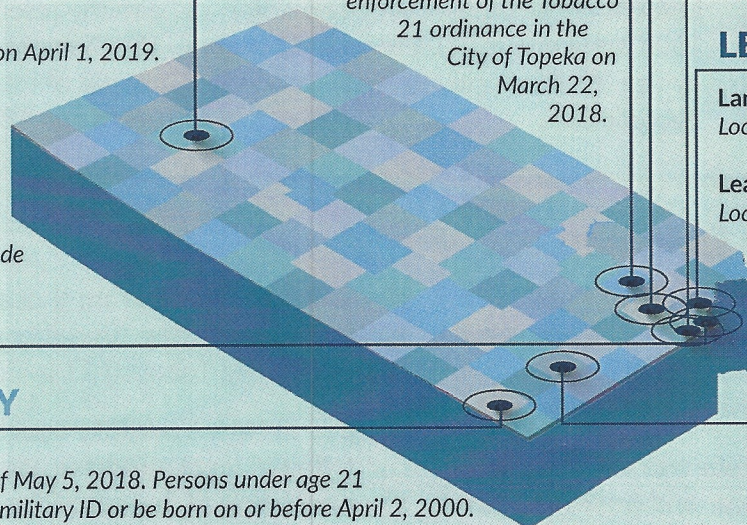 enforcement of the Tobacco
21 ordinance in the
City of Topeka on
March 22,
2018.
on April 1, 2019.
LE
Lar
Loc
Lea
Loc
de
Y
f May 5, 2018. Persons under age 21
military ID or be born on or before April 2, 2000.